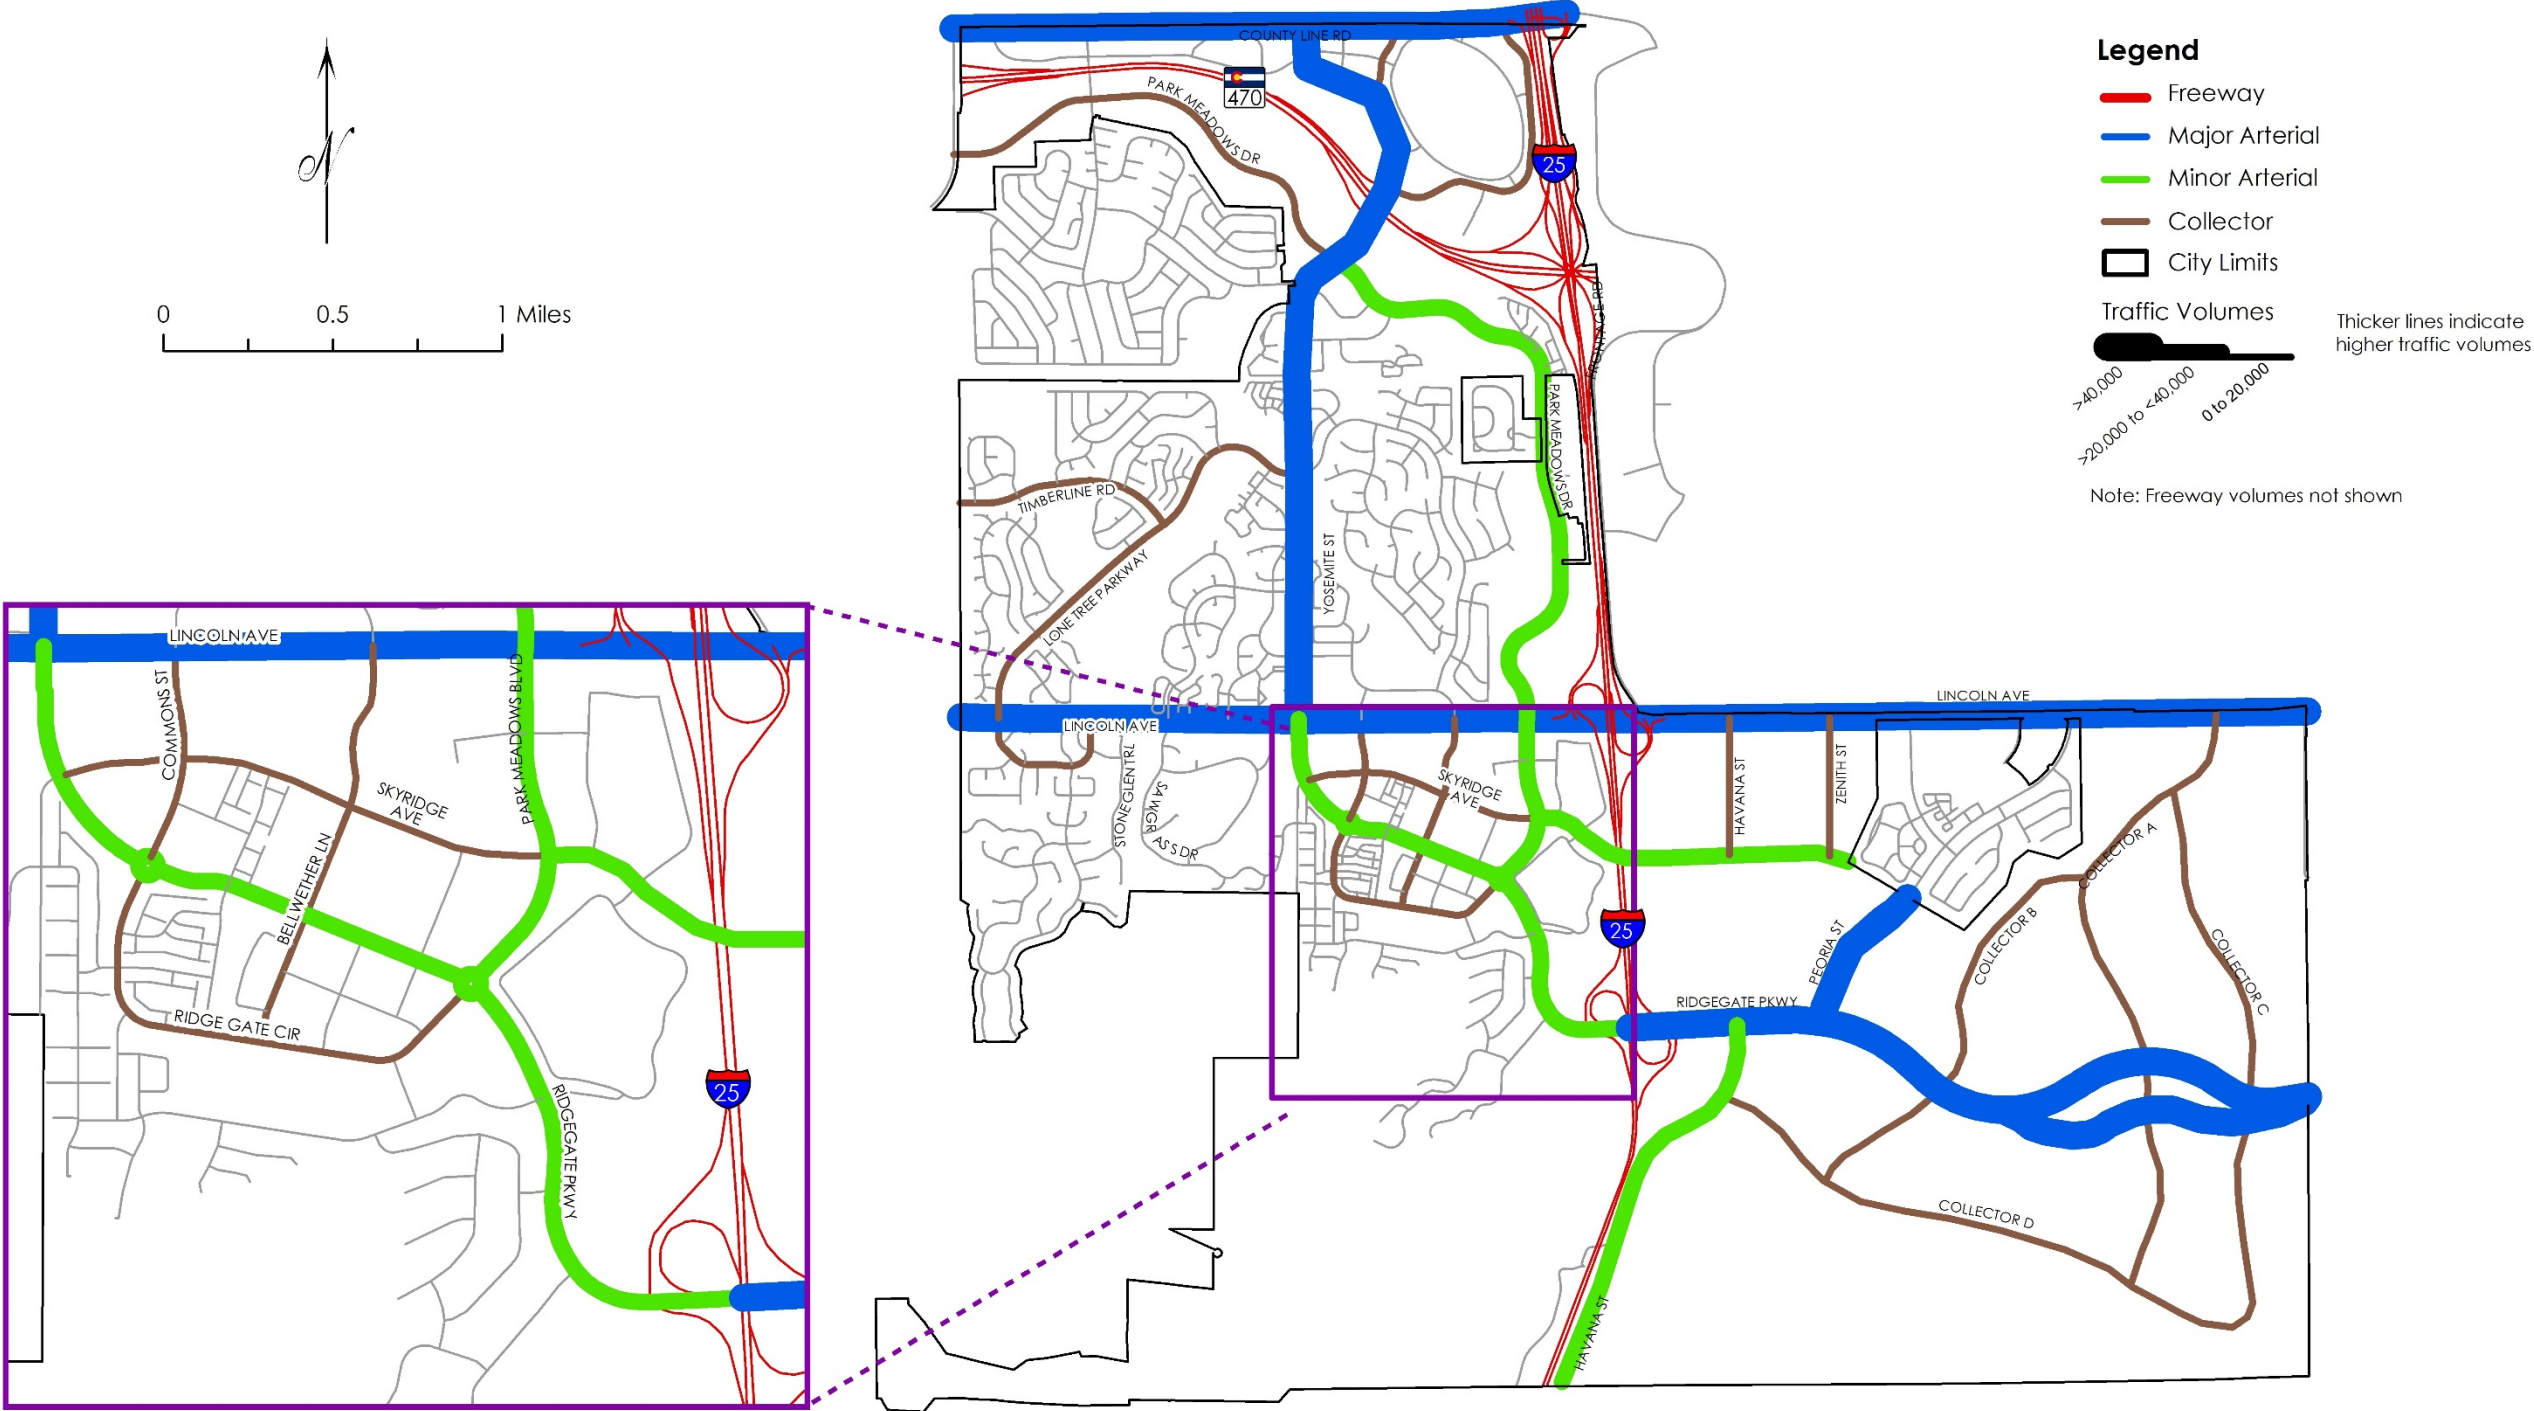 N
0 0.5 1 Miles
COUNTY LINE RD
470
PARK MEADOWS DR
25
FRONTAGE RD
PARK MEADOWS DR
TIMBERLINE RD
LONE TREE PARKWAY
YOSEMITE ST
LINCOLN AVE
LINCOLN AVE
STONEGLEN TRL
SAWGRASS DR
SKYRIDGE
AVE
HAVANA ST
ZENITH ST
COLLECTOR A
COLLECTOR B
COLLECTOR C
PEORIA ST
25
RIDGEGATE PKWY
COLLECTOR D
HAVANA ST
LINCOLN AVE
COMMONS ST
PARK MEADOWS BLVD
SKYRIDGE
AVE
BELLWETHER LN
RIDGE GATE CIR
RIDGEGATE PKWY
25
Legend
Freeway
Major Arterial
Minor Arterial
Collector
City Limits
Traffic Volumes
Thicker lines indicate
higher traffic volumes
>40,000
>20,000 to <40,000
0 to 20,000
Note: Freeway volumes not shown